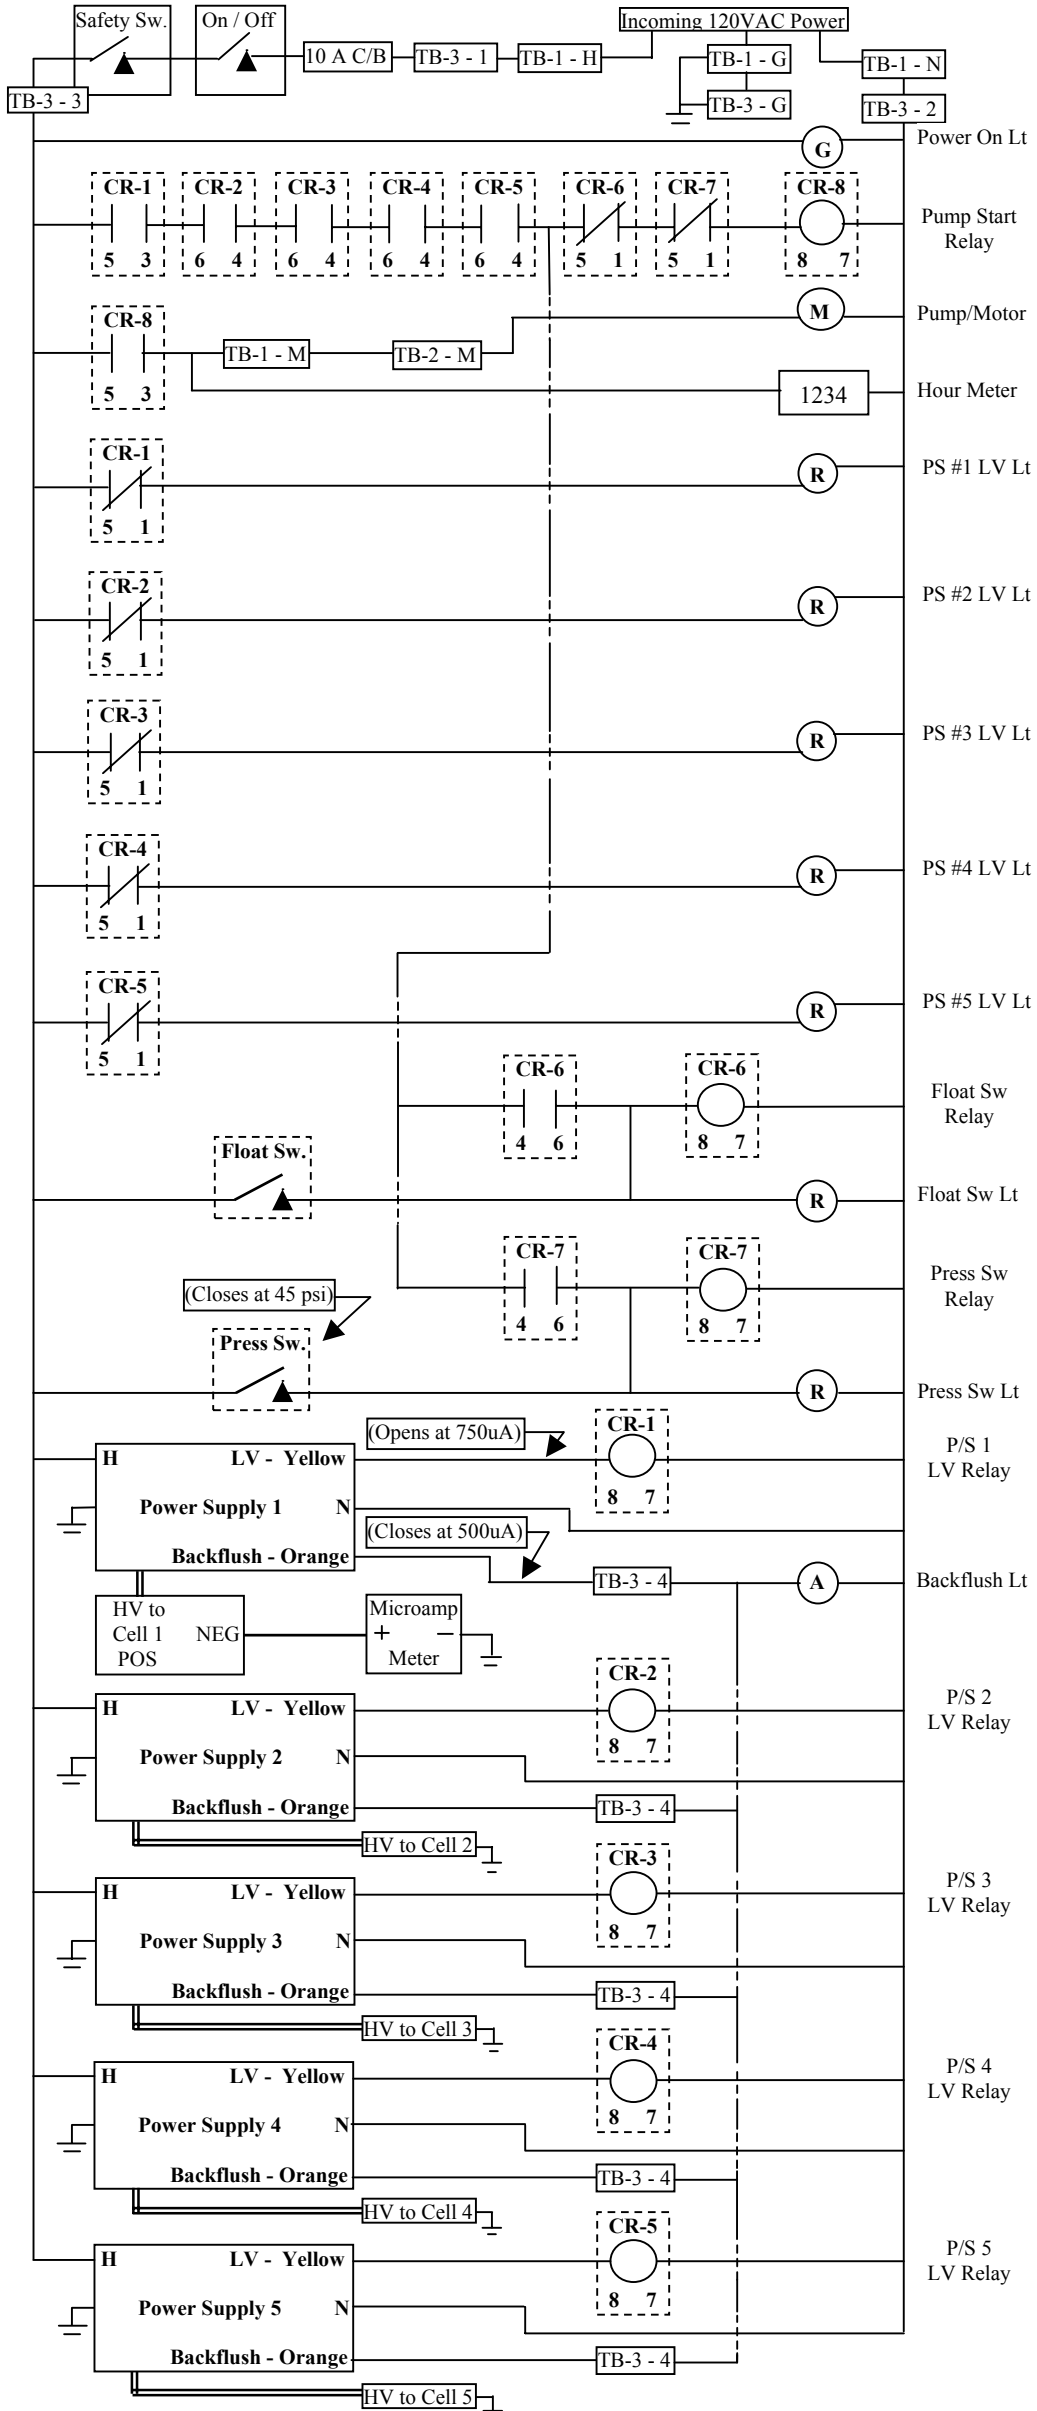 Safety Sw.
On / Off
Incoming 120VAC Power
10 A C/B
TB-3 - 1
TB-1 - H
TB-1 - G
TB-1 - N
TB-3 - 3
TB-3 - G
TB-3 - 2
G
Power On Lt
CR-1
CR-2
CR-3
CR-4
CR-5
CR-6
CR-7
CR-8
5 3
6 4
6 4
6 4
6 4
5 1
5 1
8 7
Pump Start
Relay
CR-8
5 3
TB-1 - M
TB-2 - M
M
Pump/Motor
1234
Hour Meter
CR-1
5 1
R
PS #1 LV Lt
CR-2
5 1
R
PS #2 LV Lt
CR-3
5 1
R
PS #3 LV Lt
CR-4
5 1
R
PS #4 LV Lt
CR-5
5 1
R
PS #5 LV Lt
CR-6
4 6
CR-6
8 7
Float Sw
Relay
Float Sw.
R
Float Sw Lt
CR-7
4 6
CR-7
8 7
Press Sw
Relay
(Closes at 45 psi)
Press Sw.
R
Press Sw Lt
(Opens at 750uA)
CR-1
8 7
P/S 1
LV Relay
H LV - Yellow
Power Supply 1 N
Backflush - Orange
(Closes at 500uA)
TB-3 - 4
A
Backflush Lt
HV to
Cell 1 NEG
POS
Microamp
+ −
Meter
CR-2
8 7
P/S 2
LV Relay
H LV - Yellow
Power Supply 2 N
Backflush - Orange
TB-3 - 4
HV to Cell 2
CR-3
8 7
P/S 3
LV Relay
H LV - Yellow
Power Supply 3 N
Backflush - Orange
TB-3 - 4
HV to Cell 3
CR-4
8 7
P/S 4
LV Relay
H LV - Yellow
Power Supply 4 N
Backflush - Orange
TB-3 - 4
HV to Cell 4
CR-5
8 7
P/S 5
LV Relay
H LV - Yellow
Power Supply 5 N
Backflush - Orange
TB-3 - 4
HV to Cell 5